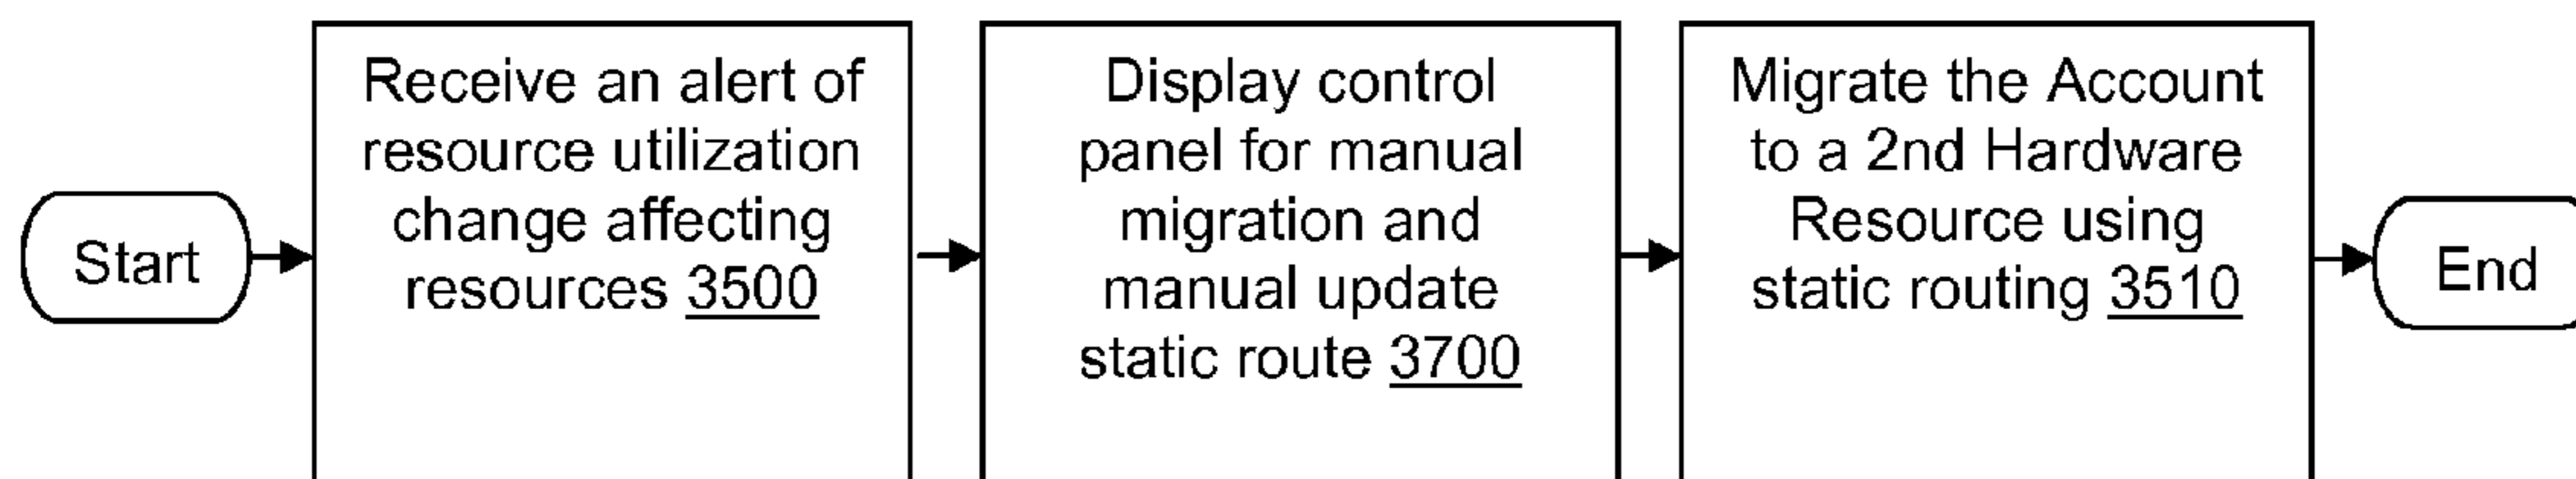 Start
Receive an alert of
resource utilization
change affecting
resources 3500
Display control
panel for manual
migration and
manual update
static route 3700
Migrate the Account
to a 2nd Hardware
Resource using
static routing 3510
End